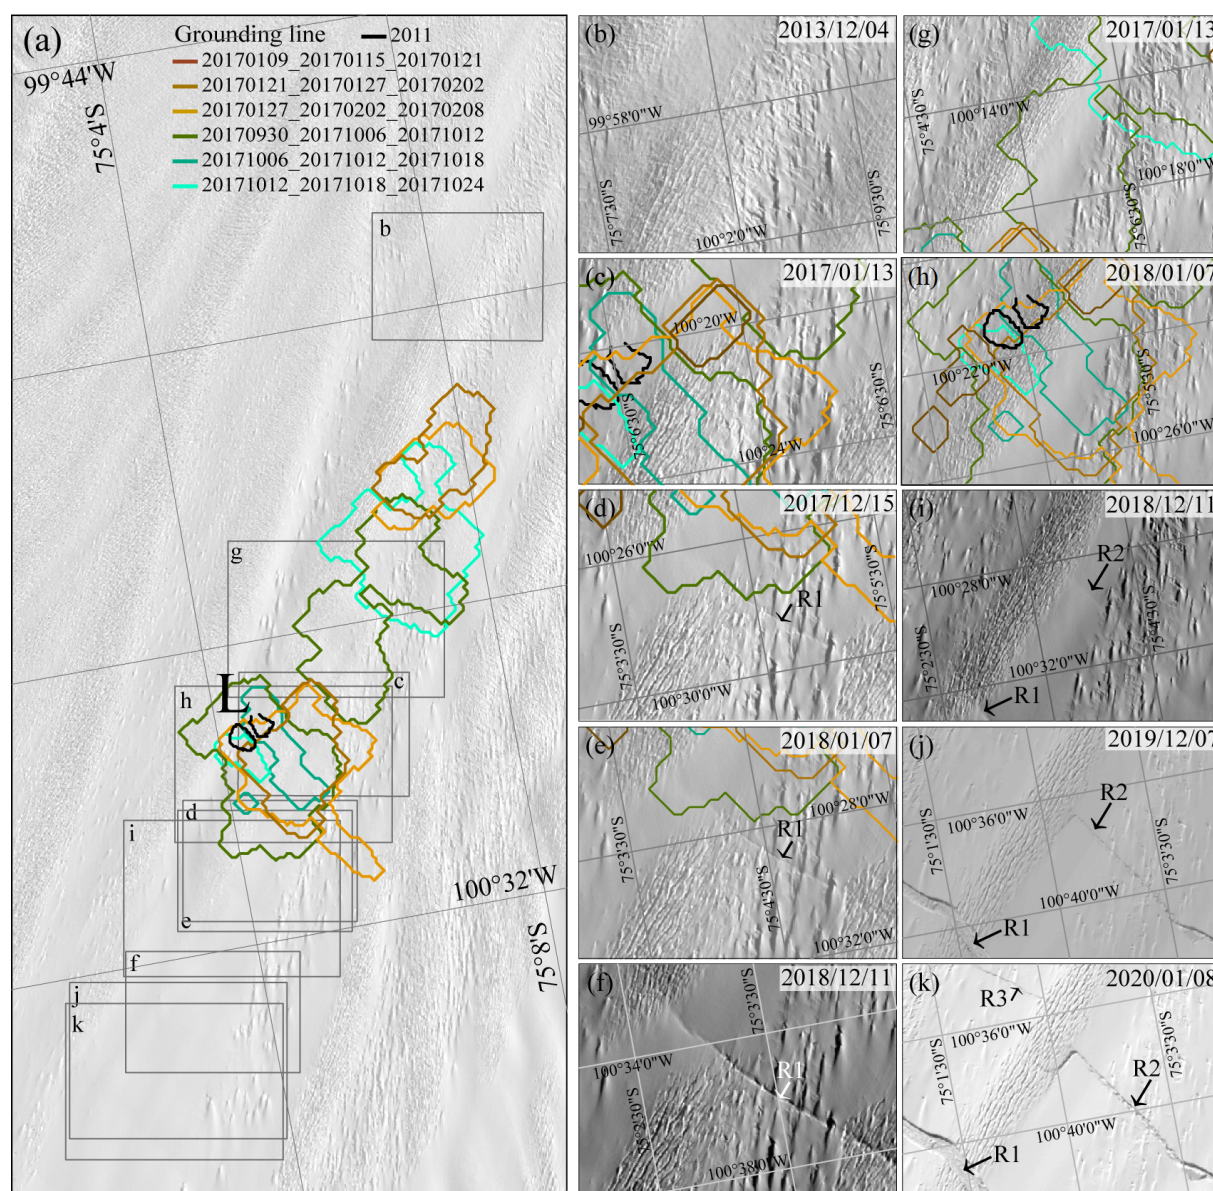 (a)
Grounding line
2011
20170109_20170115_20170121
20170121_20170127_20170202
20170127_20170202_20170208
20170930_20171006_20171012
20171006_20171012_20171018
20171012_20171018_20171024
99°44'W
75°4'S
b
g
c
h
L
d
i
e
f
j
k
100°32'W
75°8'S
(b)
2013/12/04
99°58'0"W
75°7'30"S
100°2'0"W
75°9'30"S
(g)
2017/01/13
75°4'30"S
100°14'0"W
100°18'0"W
75°6'30"S
(c)
2017/01/13
100°20'W
75°6'30"S
75°6'30"S
100°24'W
(h)
2018/01/07
100°22'0"W
75°5'30"S
100°26'0"W
(d)
2017/12/15
100°26'0"W
75°5'30"S
R1
75°3'30"S
100°30'0"W
(i)
2018/12/11
R2
100°28'0"W
75°4'30"S
75°2'30"S
100°32'0"W
R1
(e)
2018/01/07
100°28'0"W
R1
75°3'30"S
75°4'30"S
100°32'0"W
(j)
2019/12/07
R2
100°36'0"W
75°1'30"S
75°3'30"S
100°40'0"W
R1
(f)
2018/12/11
75°3'30"S
100°34'0"W
R1
75°2'30"S
100°38'0"W
(k)
2020/01/08
R3
100°36'0"W
75°3'30"S
75°1'30"S
R2
100°40'0"W
R1